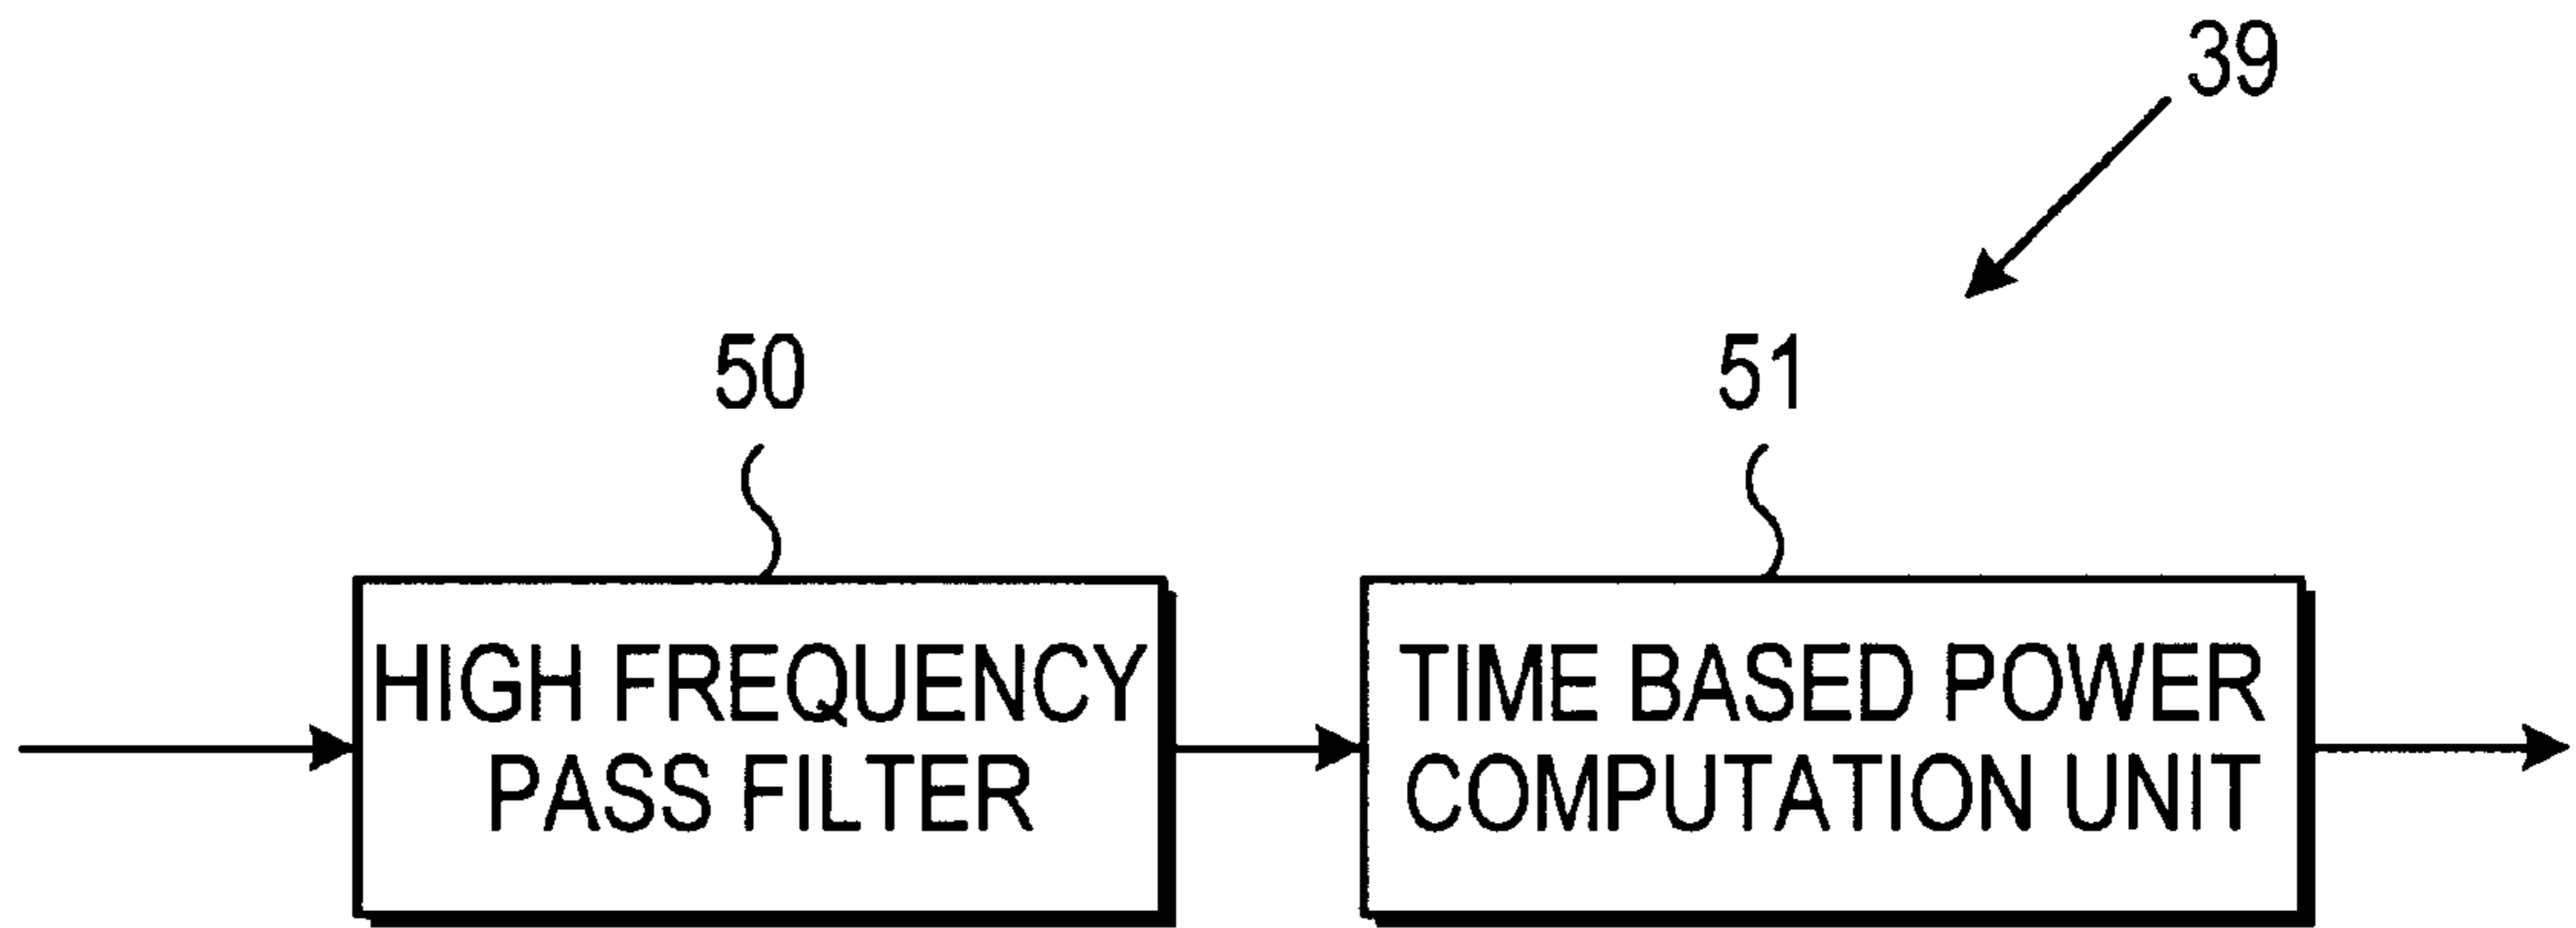 39
50
51
HIGH FREQUENCY
PASS FILTER
TIME BASED POWER
COMPUTATION UNIT